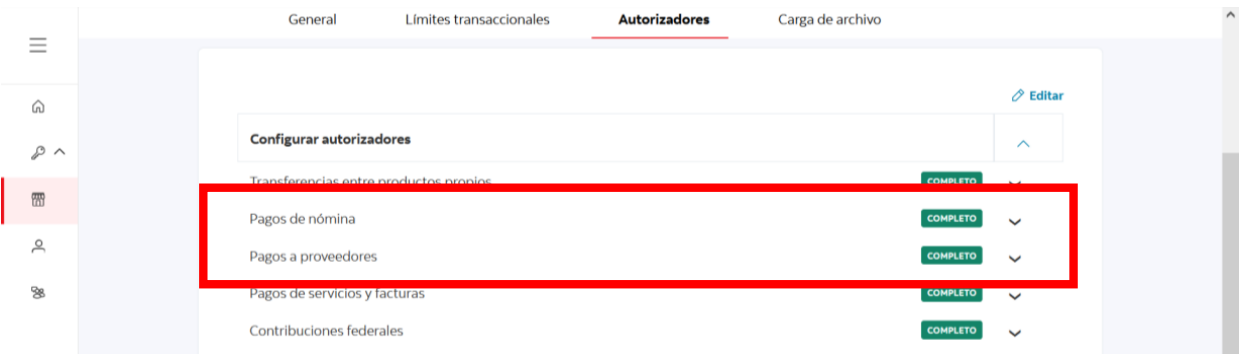 General Límites transaccionales Autorizadores Carga de archivo
Editar
Configurar autorizadores
Transferencias entre productos propios COMPLETO
Pagos de nómina COMPLETO
Pagos a proveedores COMPLETO
Pagos de servicios y facturas COMPLETO
Contribuciones federales COMPLETO